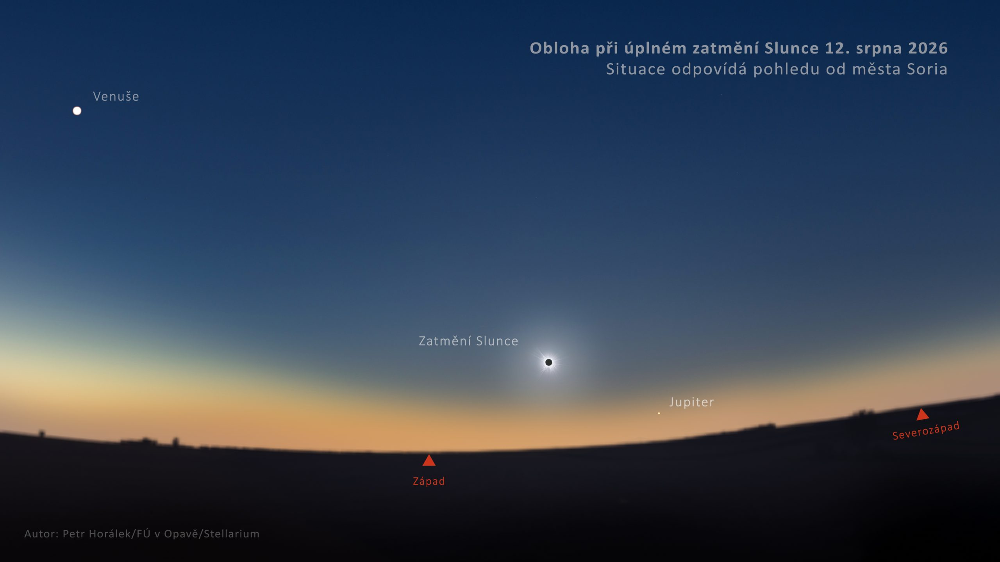 Obloha při úplném zatmění Slunce 12. srpna 2026
Situace odpovídá pohledu od města Soria
Venuše
Zatmění Slunce
Jupiter
Severozápad
Západ
Autor: Petr Horálek/FÚ v Opavě/Stellarium